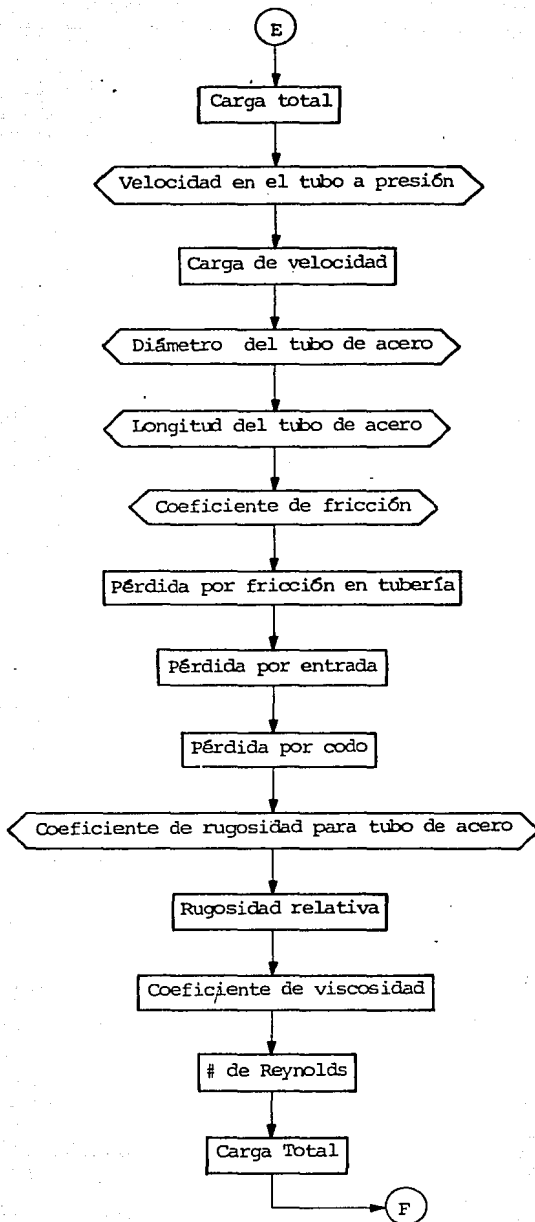 E
Carga total
Velocidad en el tubo a presión
Carga de velocidad
Diámetro del tubo de acero
Longitud del tubo de acero
Coeficiente de fricción
Pérdida por fricción en tubería
Pérdida por entrada
Pérdida por codo
Coeficiente de rugosidad para tubo de acero
Rugosidad relativa
Coeficiente de viscosidad
# de Reynolds
Carga Total
F